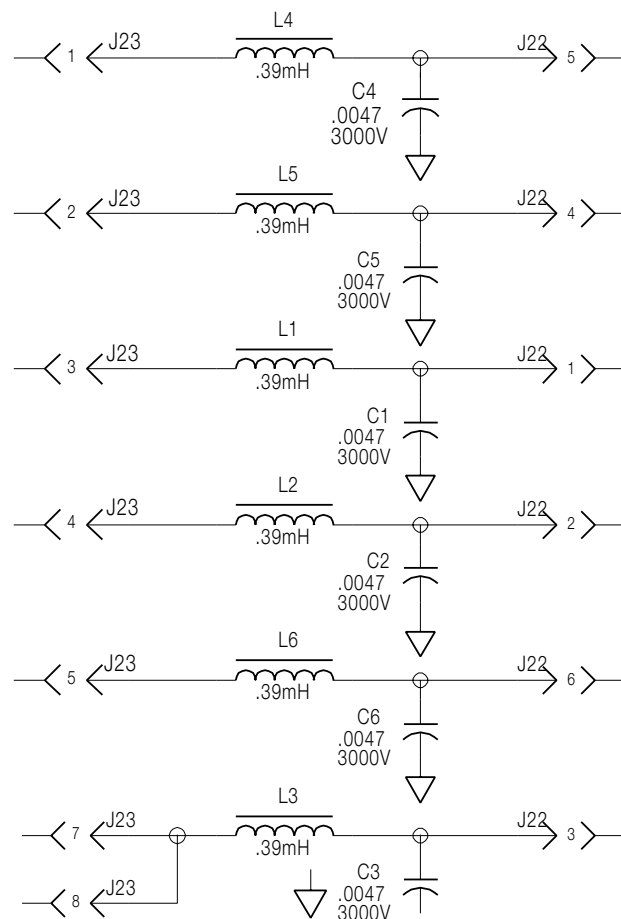 L4
1 J23 J22 5
.39mH
C4
.0047
3000V
L5
2 J23 J22 4
.39mH
C5
.0047
3000V
L1
3 J23 J22 1
.39mH
C1
.0047
3000V
L2
4 J23 J22 2
.39mH
C2
.0047
3000V
L6
5 J23 J22 6
.39mH
C6
.0047
3000V
L3
7 J23 J22 3
.39mH
8 J23
C3
.0047
3000V